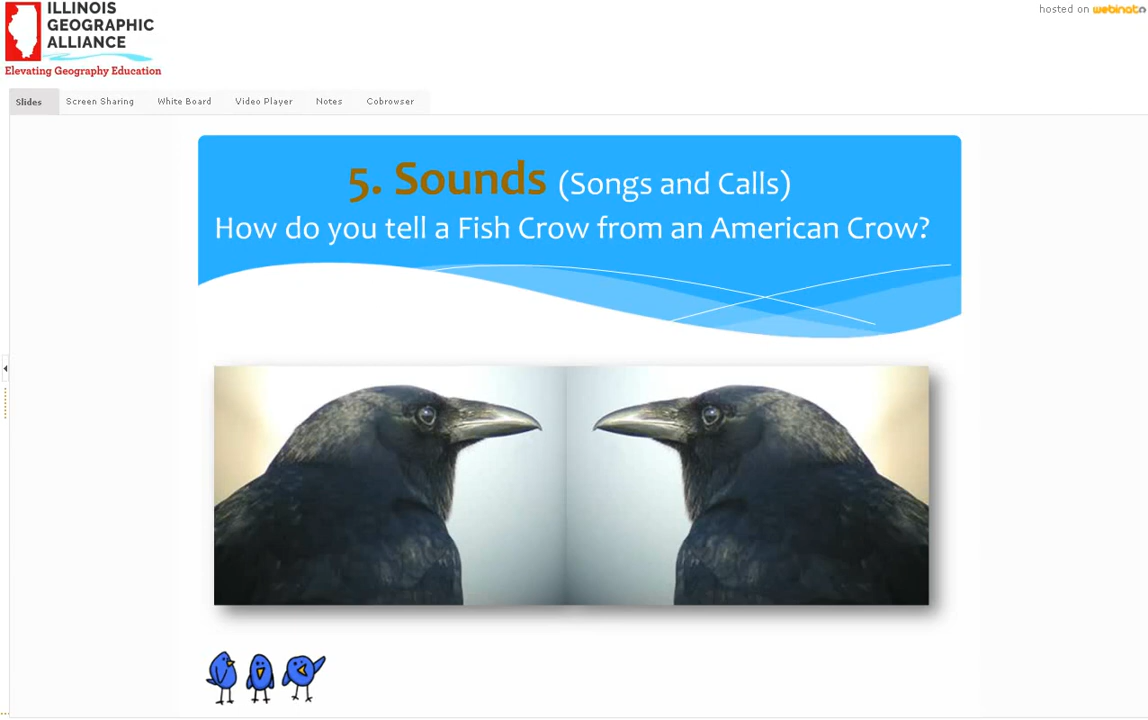 ILLINOIS
GEOGRAPHIC
ALLIANCE
Elevating Geography Education
hosted on webinato
Slides Screen Sharing White Board Video Player Notes Cobrowser
5. Sounds (Songs and Calls)
How do you tell a Fish Crow from an American Crow?